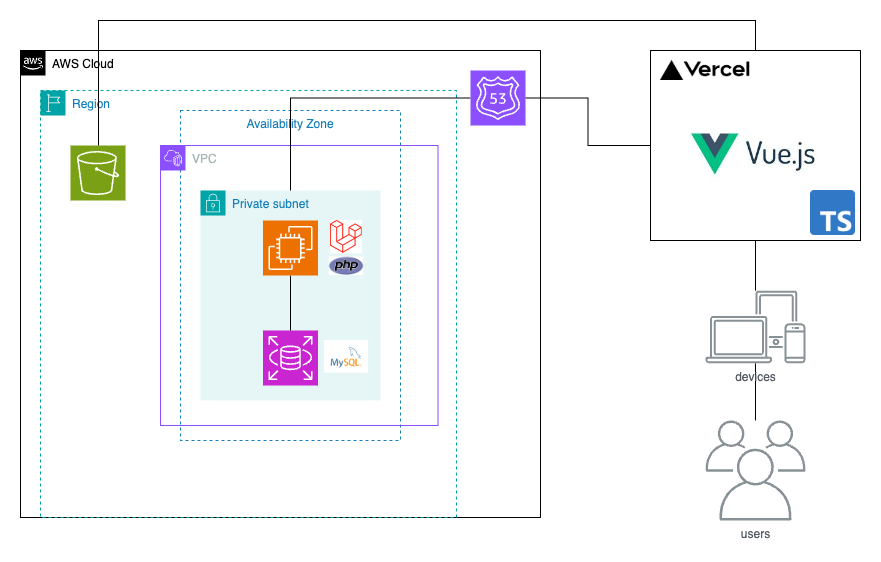 aws
AWS Cloud
Region
Availability Zone
53
VPC
Private subnet
php
MySQL
Vercel
Vue.js
TS
devices
users